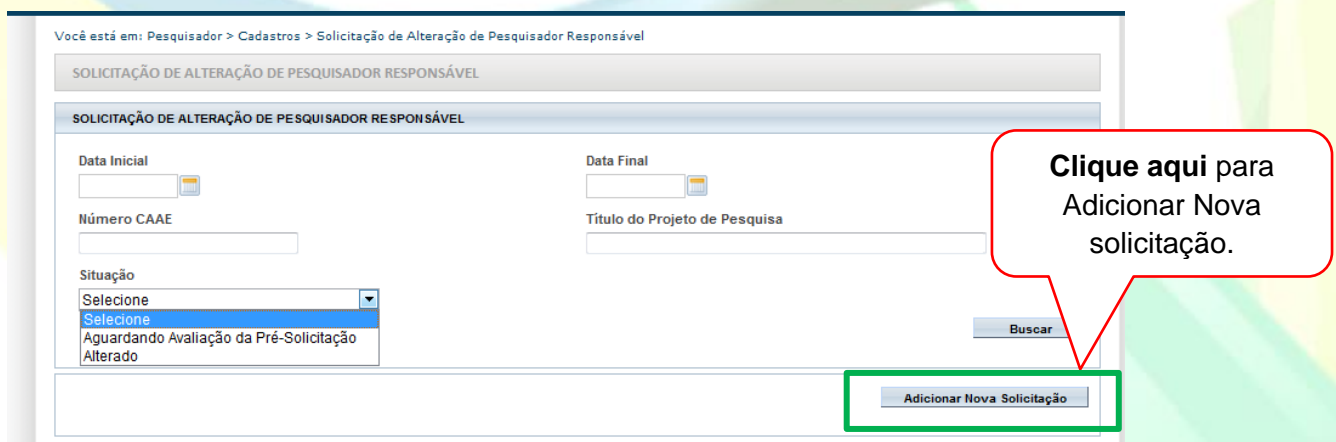 Você está em: Pesquisador > Cadastros > Solicitação de Alteração de Pesquisador Responsável
SOLICITAÇÃO DE ALTERAÇÃO DE PESQUISADOR RESPONSÁVEL
SOLICITAÇÃO DE ALTERAÇÃO DE PESQUISADOR RESPONSÁVEL
Data Inicial
Data Final
Número CAAE
Título do Projeto de Pesquisa
Situação
Selecione
Selecione
Aguardando Avaliação da Pré-Solicitação
Alterado
Buscar
Adicionar Nova Solicitação
Clique aqui para
Adicionar Nova
solicitação.